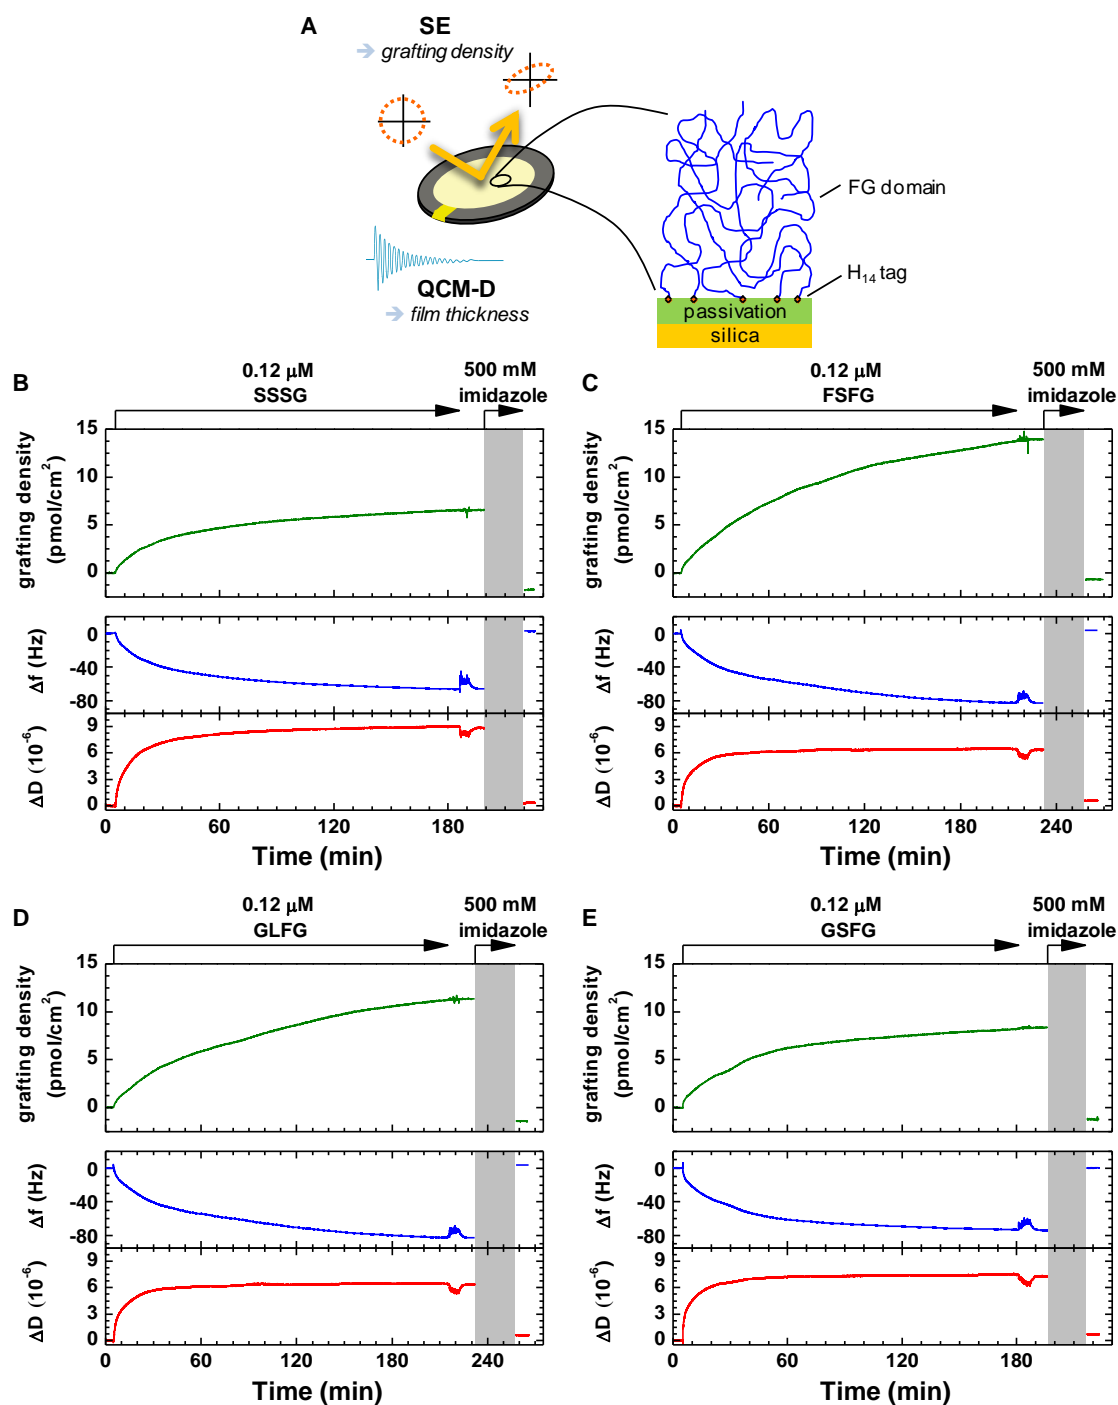 A
SE
➔ grafting density
FG domain
H₁₄ tag
QCM-D
➔ film thickness
passivation
silica
B
0.12 µM
SSSG
500 mM
imidazole
grafting density
(pmol/cm²)
15
10
5
0
Δf (Hz)
0
-40
-80
ΔD (10⁻⁶)
9
6
3
0
0 60 120 180
Time (min)
C
0.12 µM
FSFG
500 mM
imidazole
grafting density
(pmol/cm²)
15
10
5
0
Δf (Hz)
0
-40
-80
ΔD (10⁻⁶)
9
6
3
0
0 60 120 180 240
Time (min)
D
0.12 µM
GLFG
500 mM
imidazole
grafting density
(pmol/cm²)
15
10
5
0
Δf (Hz)
0
-40
-80
ΔD (10⁻⁶)
9
6
3
0
0 60 120 180 240
Time (min)
E
0.12 µM
GSFG
500 mM
imidazole
grafting density
(pmol/cm²)
15
10
5
0
Δf (Hz)
0
-40
-80
ΔD (10⁻⁶)
9
6
3
0
0 60 120 180
Time (min)